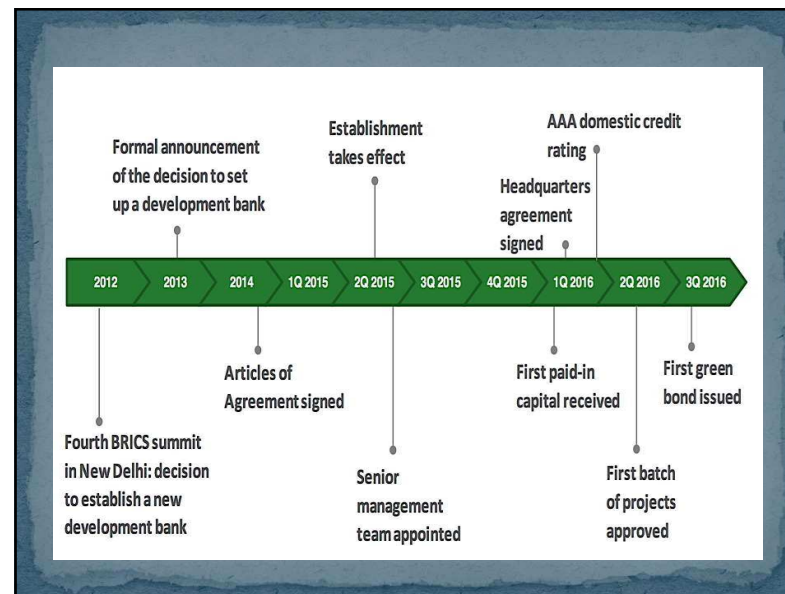 Formal announcement
of the decision to set
up a development bank
Establishment
takes effect
AAA domestic credit
rating
Headquarters
agreement
signed
2012
2013
2014
1Q 2015
2Q 2015
3Q 2015
4Q 2015
1Q 2016
2Q 2016
3Q 2016
Fourth BRICS summit
in New Delhi: decision
to establish a new
development bank
Articles of
Agreement signed
Senior
management
team appointed
First paid-in
capital received
First batch
of projects
approved
First green
bond issued